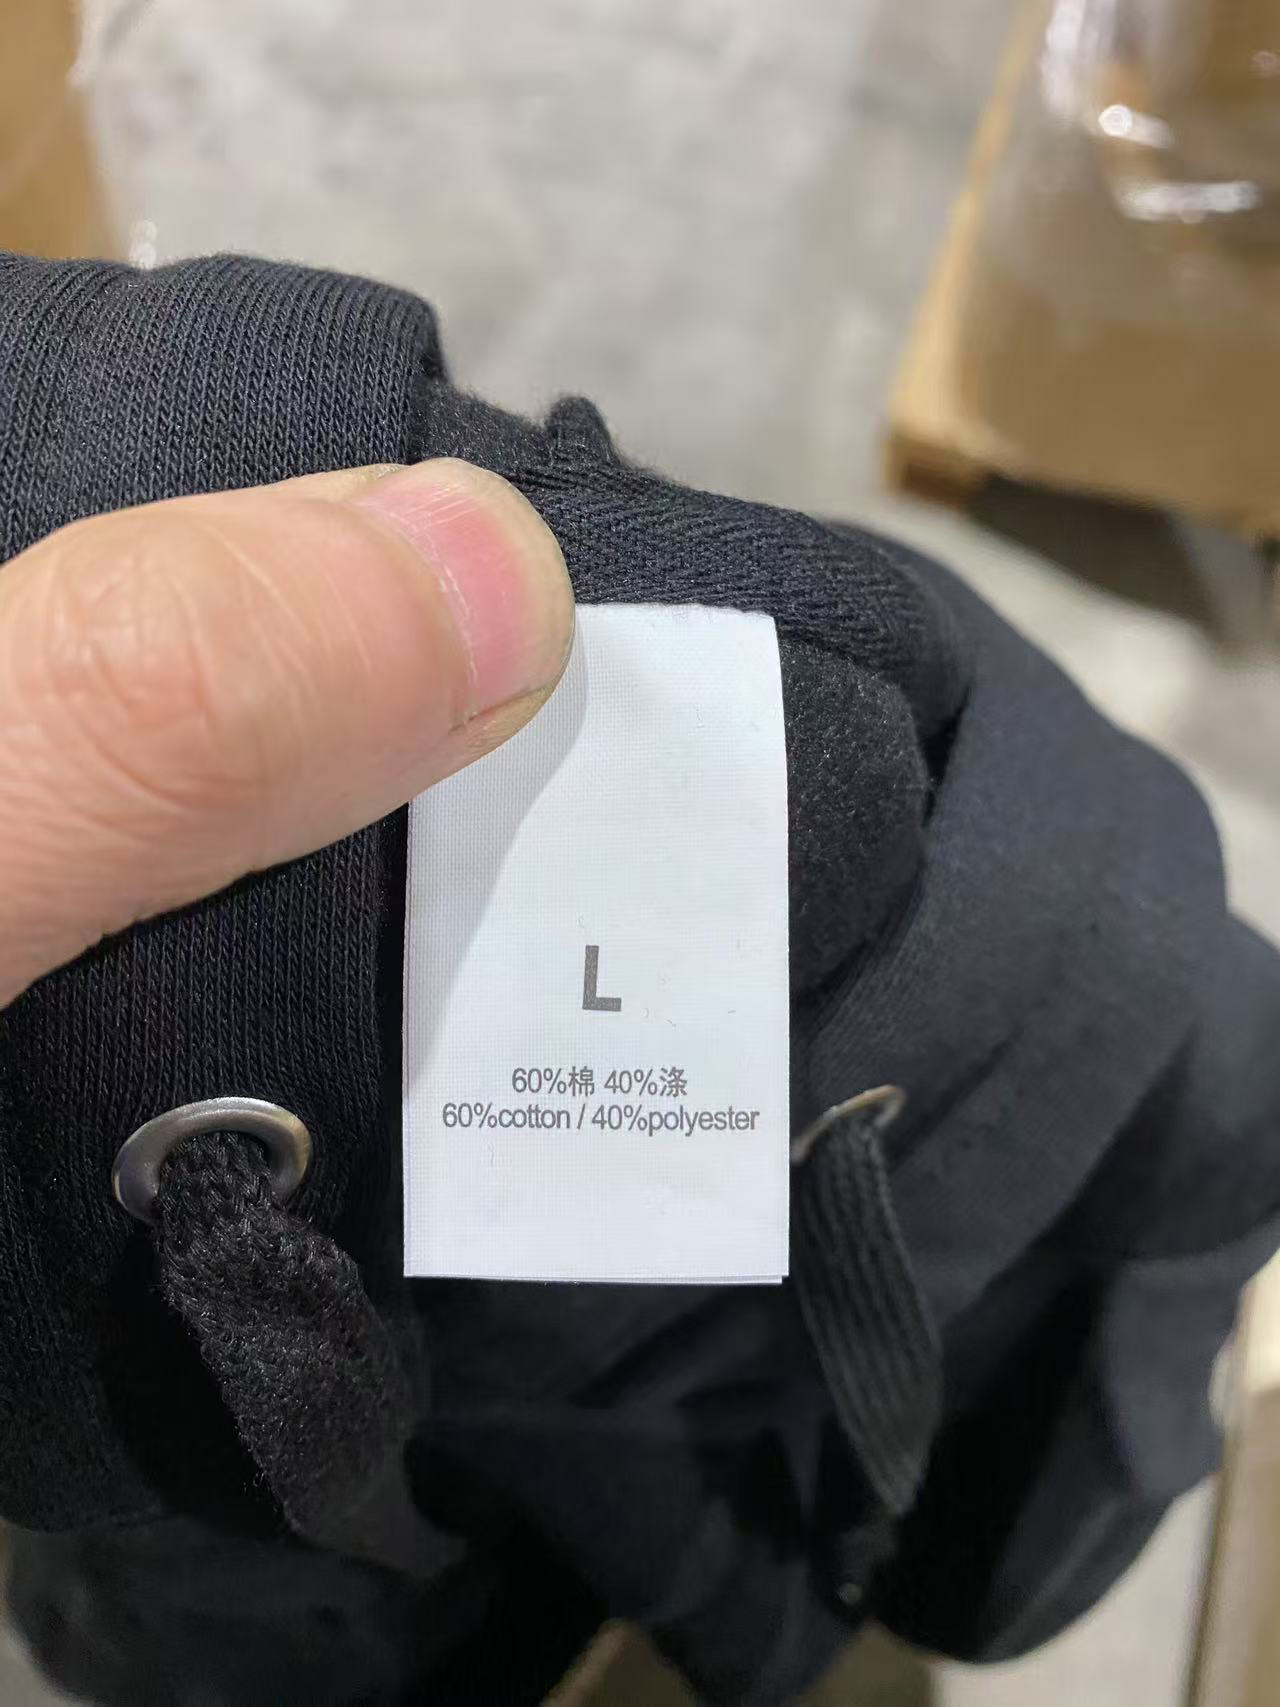 L
60%棉 40%涤
60%cotton / 40%polyester